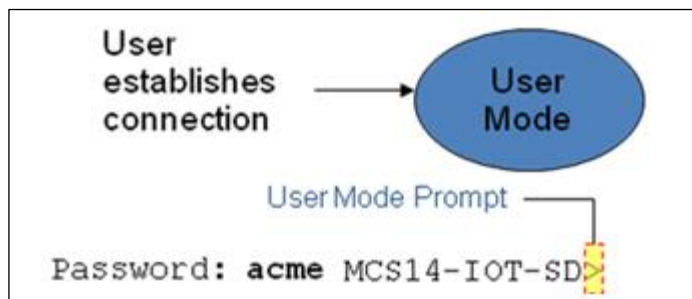 User
establishes
connection
User
Mode
User Mode Prompt
Password: acme MCS14-IOT-SD>